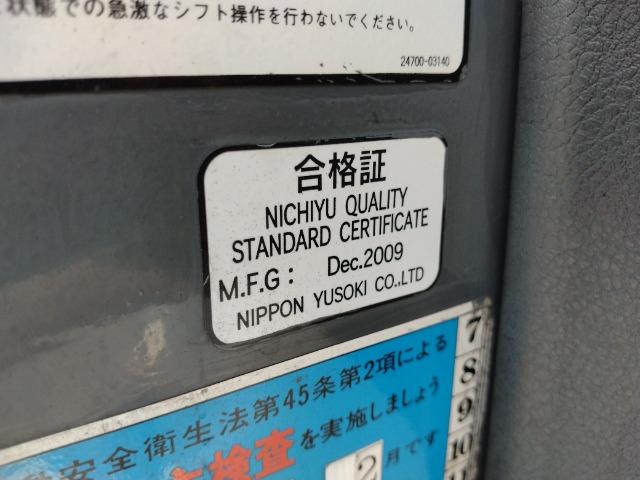 状態での急激なシフト操作を行わないでください。
24700-03140
合格証
NICHIYU QUALITY
STANDARD CERTIFICATE
M.F.G : Dec.2009
NIPPON YUSOKI CO.,LTD
安全衛生法第45条第2項による
検査を実施しましょう
2月です
7
8
9
10